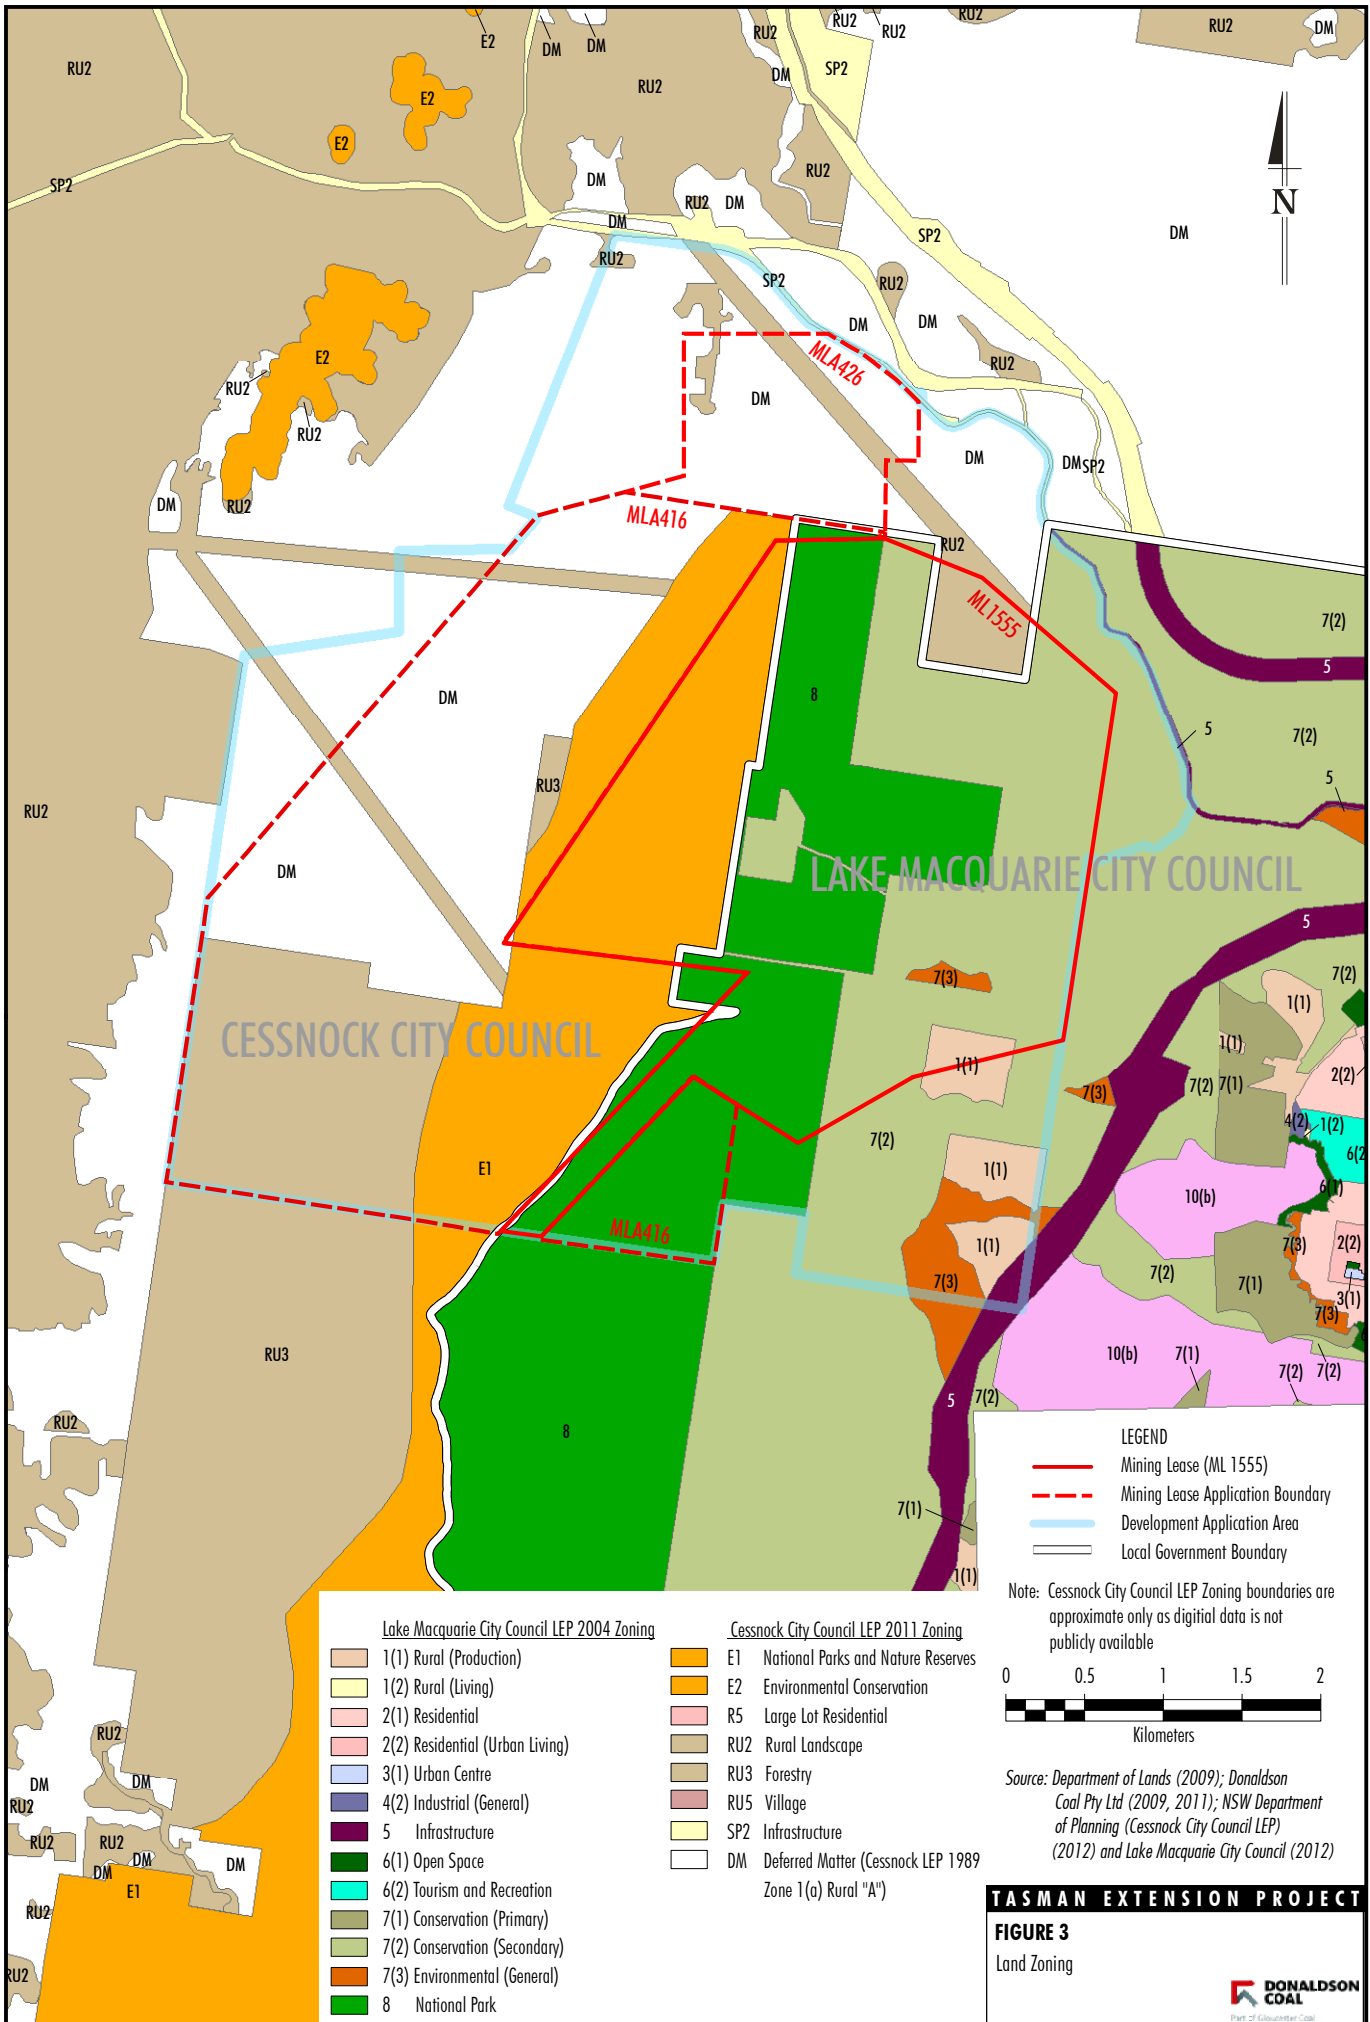 E2
DM
DM
RU2
RU2
RU2
RU2
RU2
DM
RU2
RU2
DM
SP2
RU2
E2
E2
SP2
DM
RU2
DM
RU2
DM
N
DM
SP2
RU2
SP2
RU2
DM
DM
E2
RU2
RU2
MLA426
RU2
DM
RU2
DM
DM
SP2
DM
RU2
MLA416
RU2
ML1555
7(2)
5
8
DM
5
7(2)
5
RU3
RU2
DM
LAKE MACQUARIE CITY COUNCIL
5
7(3)
7(2)
1(1)
CESSNOCK CITY COUNCIL
1(1)
1(1)
2(2)
7(3)
7(2)
7(1)
4(2)
1(2)
7(2)
6(2
E1
1(1)
10(b)
6(1)
MLA416
1(1)
7(3)
2(2)
7(3)
7(2)
7(1)
3(1)
7(3)
RU3
10(b)
7(1)
7(2)
7(2)
5
7(2)
RU2
8
7(1)
1(1)
LEGEND
Mining Lease (ML 1555)
Mining Lease Application Boundary
Development Application Area
Local Government Boundary
Note: Cessnock City Council LEP Zoning boundaries are
approximate only as digitial data is not
publicly available
0 0.5 1 1.5 2
Kilometers
Source: Department of Lands (2009); Donaldson
Coal Pty Ltd (2009, 2011); NSW Department
of Planning (Cessnock City Council LEP)
(2012) and Lake Macquarie City Council (2012)
RU2
DM
DM
RU2
RU2
RU2
DM
DM
DM
E1
RU2
RU2
Lake Macquarie City Council LEP 2004 Zoning
1(1) Rural (Production)
1(2) Rural (Living)
2(1) Residential
2(2) Residential (Urban Living)
3(1) Urban Centre
4(2) Industrial (General)
5 Infrastructure
6(1) Open Space
6(2) Tourism and Recreation
7(1) Conservation (Primary)
7(2) Conservation (Secondary)
7(3) Environmental (General)
8 National Park
Cessnock City Council LEP 2011 Zoning
E1 National Parks and Nature Reserves
E2 Environmental Conservation
R5 Large Lot Residential
RU2 Rural Landscape
RU3 Forestry
RU5 Village
SP2 Infrastructure
DM Deferred Matter (Cessnock LEP 1989
Zone 1(a) Rural "A")
TASMAN EXTENSION PROJECT
FIGURE 3
Land Zoning
DONALDSON
COAL
Part of Gloucester Coal